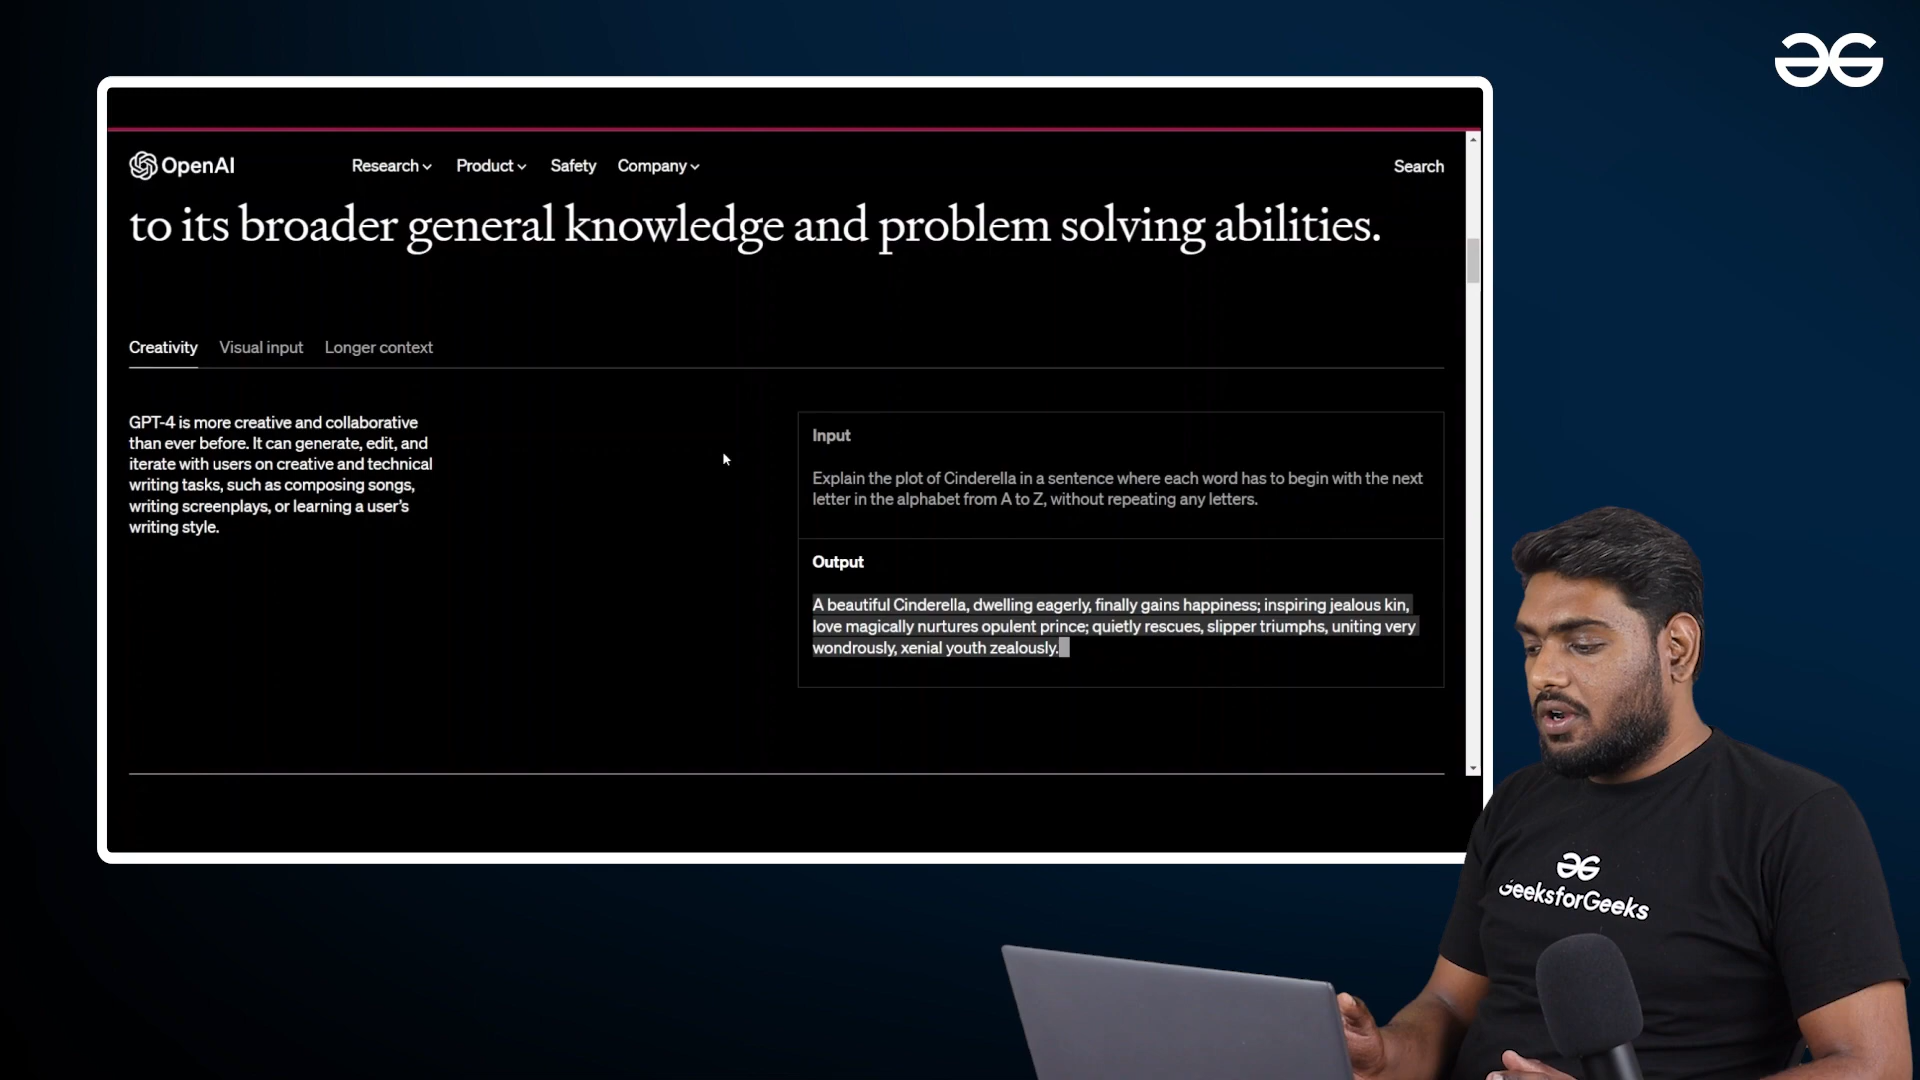 OpenAI
Research Product Safety Company Search
to its broader general knowledge and problem solving abilities.
Creativity Visual input Longer context
GPT-4 is more creative and collaborative
than ever before. It can generate, edit, and
iterate with users on creative and technical
writing tasks, such as composing songs,
writing screenplays, or learning a user's
writing style.
Input
Explain the plot of Cinderella in a sentence where each word has to begin with the next
letter in the alphabet from A to Z, without repeating any letters.
Output
A beautiful Cinderella, dwelling eagerly, finally gains happiness; inspiring jealous kin,
love magically nurtures opulent prince; quietly rescues, slipper triumphs, uniting very
wondrously, xenial youth zealously.
GeeksforGeeks